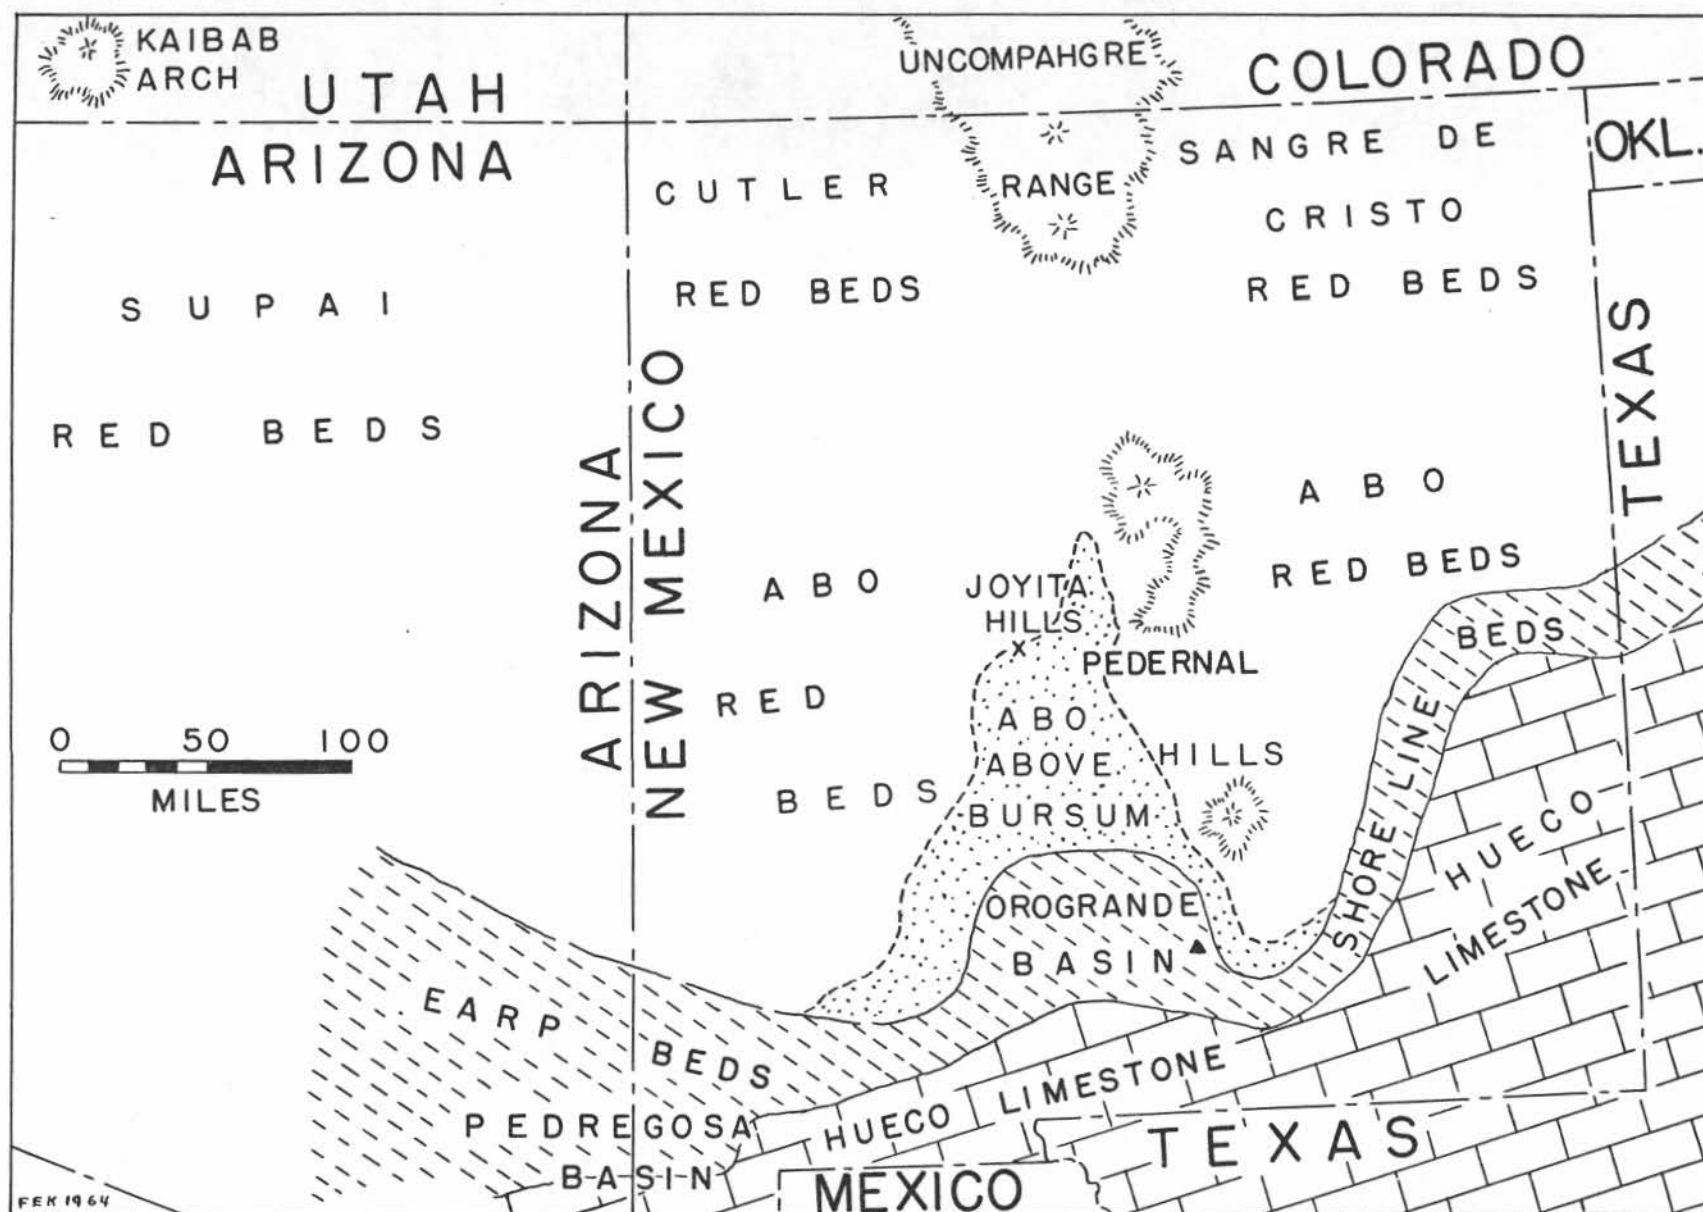 KAIBAB
ARCH
UTAH
ARIZONA
UNCOMPAHGRE
RANGE
COLORADO
OKL.
SANGRE DE
CRISTO
RED BEDS
CUTLER
RED BEDS
SUPAI
RED BEDS
ARIZONA
NEW MEXICO
TEXAS
ABO
RED BEDS
ABO
RED
BEDS
JOYITA
HILLS
x
PEDERNAL
HILLS
ABO
ABOVE
BURSUM
0 50 100
MILES
OROGRANDE
BASIN
SHORE LINE
BEDS
HUECO
LIMESTONE
EARP BEDS
PEDREGOSA
BASIN
HUECO LIMESTONE
TEXAS
MEXICO
FEK 1964